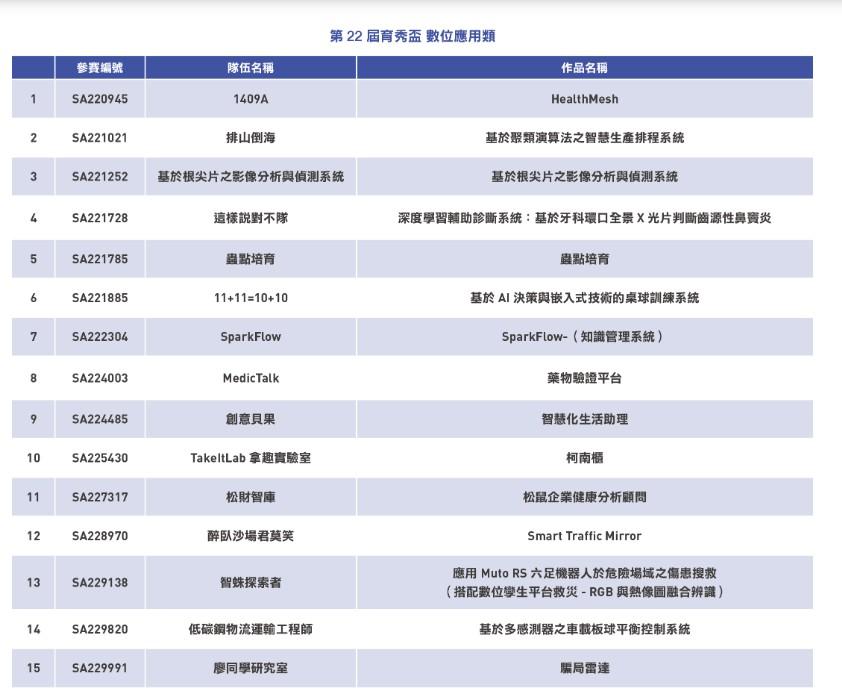 第 22 屆育秀盃 數位應用類
參賽編號 隊伍名稱 作品名稱
1 SA220945 1409A HealthMesh
2 SA221021 排山倒海 基於聚類演算法之智慧生產排程系統
3 SA221252 基於根尖片之影像分析與偵測系統 基於根尖片之影像分析與偵測系統
4 SA221728 這樣說對不隊 深度學習輔助診斷系統：基於牙科環口全景 X 光片判斷齒源性鼻竇炎
5 SA221785 蟲點培育 蟲點培育
6 SA221885 11+11=10+10 基於 AI 決策與嵌入式技術的桌球訓練系統
7 SA222304 SparkFlow SparkFlow-（知識管理系統）
8 SA224003 MedicTalk 藥物驗證平台
9 SA224485 創意貝果 智慧化生活助理
10 SA225430 TakeItLab 拿趣實驗室 柯南櫃
11 SA227317 松財智庫 松鼠企業健康分析顧問
12 SA228970 醉臥沙場君莫笑 Smart Traffic Mirror
13 SA229138 智蛛探索者 應用 Muto RS 六足機器人於危險場域之傷患搜救
（搭配數位孿生平台救災 - RGB 與熱像圖融合辨識）
14 SA229820 低碳鋼物流運輸工程師 基於多感測器之車載板球平衡控制系統
15 SA229991 廖同學研究室 騙局雷達